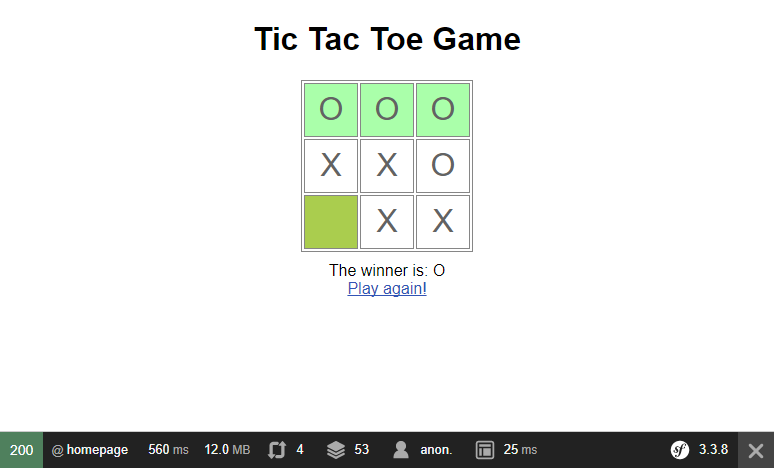 Tic Tac Toe Game
O O O
X X O
X X
The winner is: O
Play again!
200 @ homepage 560 ms 12.0 MB 4 53 anon. 25 ms sf 3.3.8